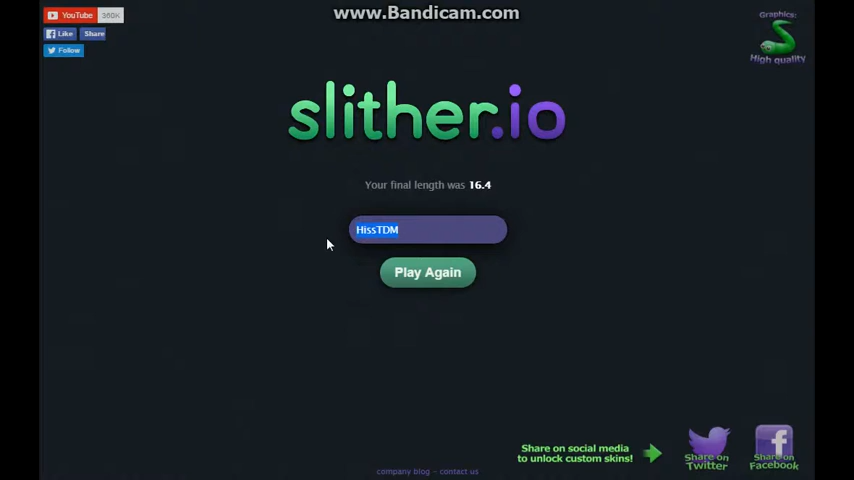 www.Bandicam.com
YouTube 360K
Like Share
Follow
Graphics:
High quality
slither.io
Your final length was 16.4
HissTDM
Play Again
Share on social media
to unlock custom skins!
Share on
Twitter
Share on
Facebook
company blog - contact us